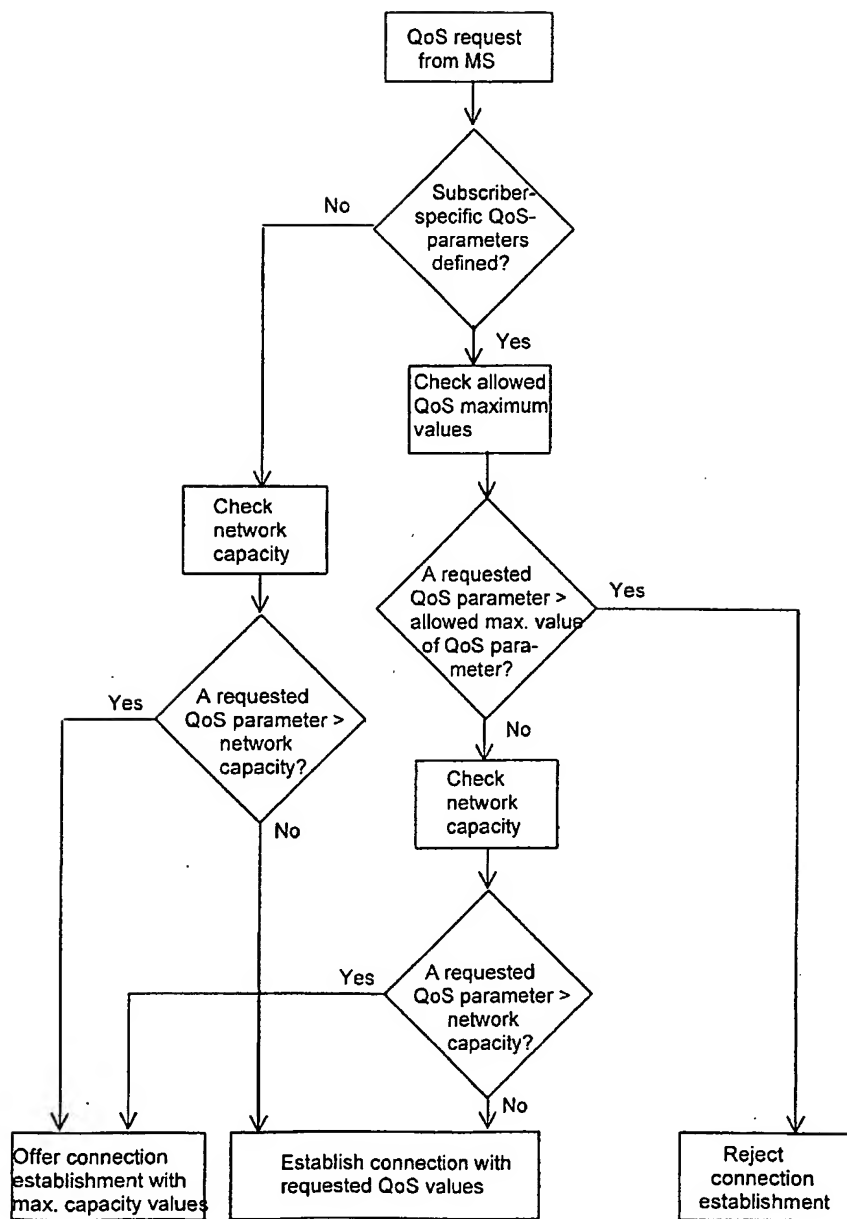 QoS request
from MS
Subscriber-
specific QoS-
parameters
defined?
No
Yes
Check allowed
QoS maximum
values
Check
network
capacity
A requested
QoS parameter >
allowed max. value
of QoS para-
meter?
Yes
No
A requested
QoS parameter >
network
capacity?
Yes
No
Check
network
capacity
A requested
QoS parameter >
network
capacity?
Yes
No
Offer connection
establishment with
max. capacity values
Establish connection with
requested QoS values
Reject
connection
establishment